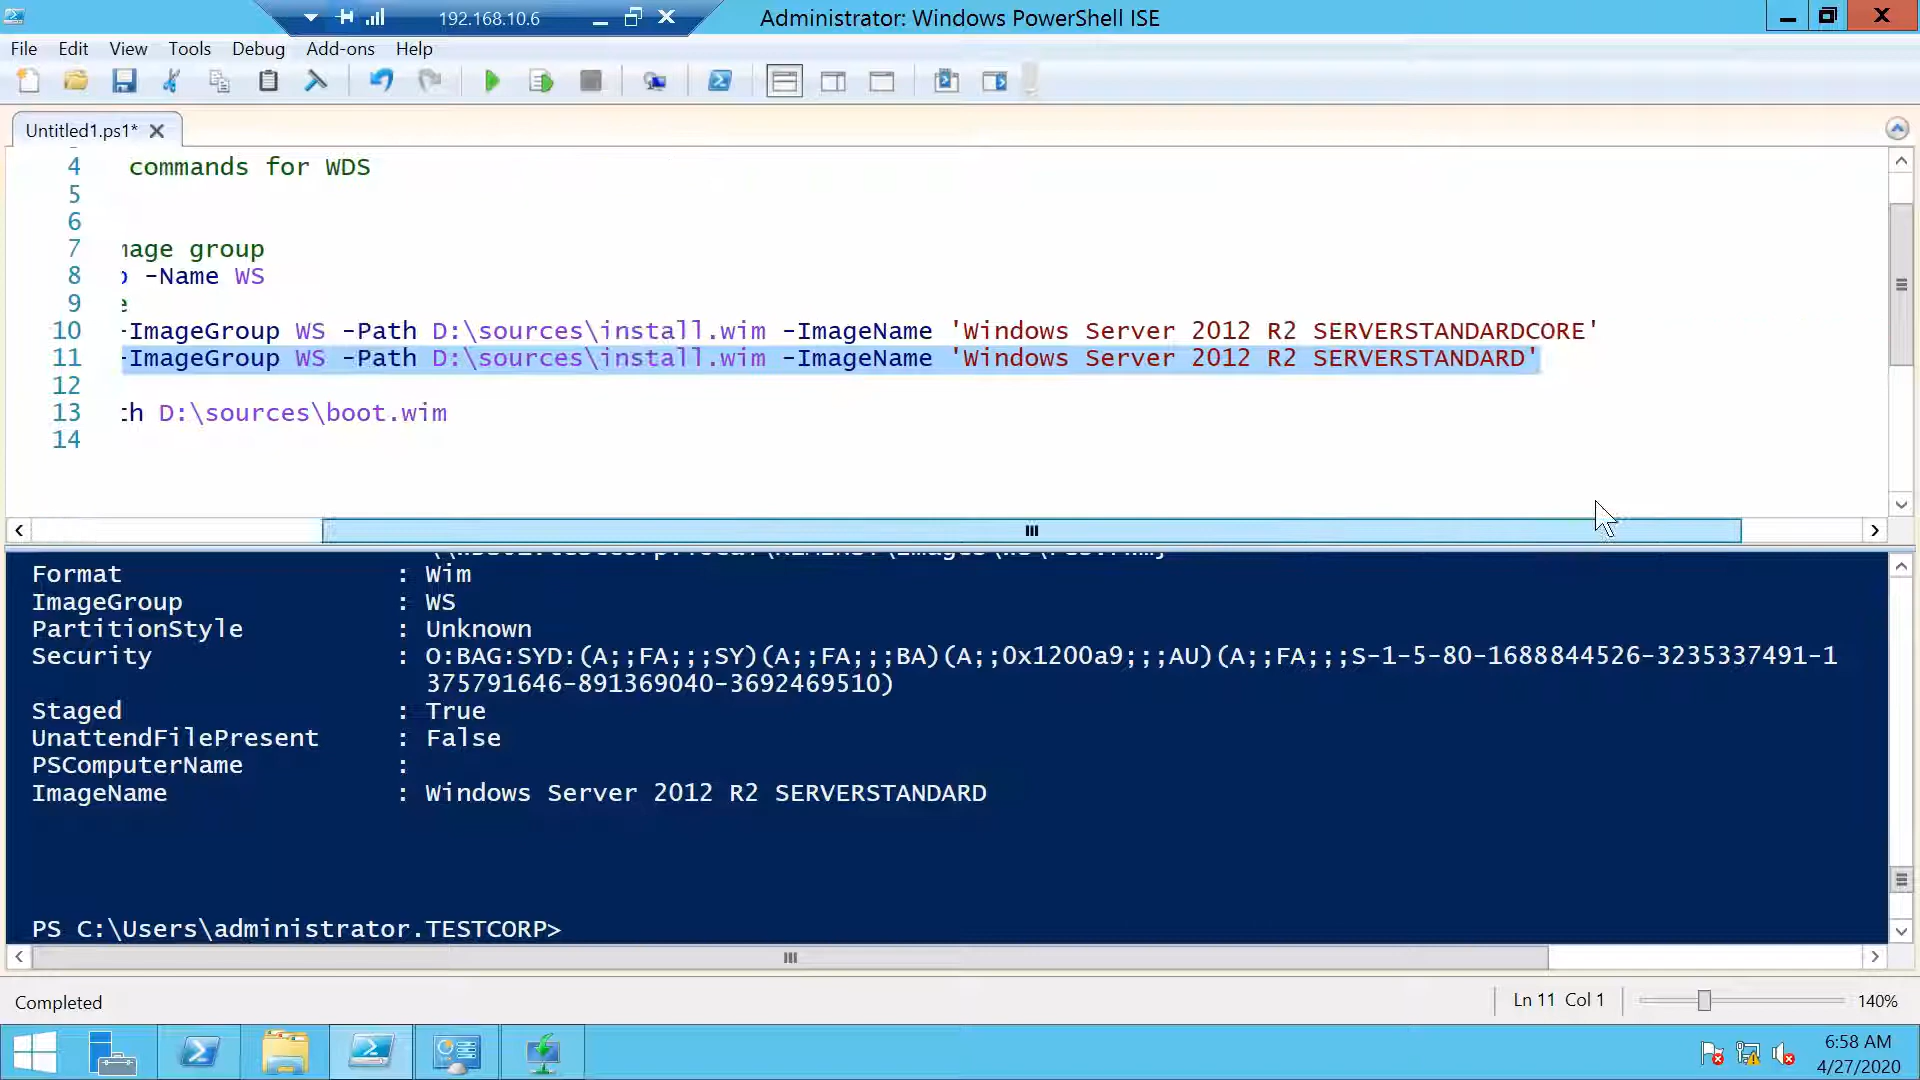 192.168.10.6
Administrator: Windows PowerShell ISE
File Edit View Tools Debug Add-ons Help
Untitled1.ps1*
4 commands for WDS
5
6
7 mage group
8 -Name WS
9 e
10 -ImageGroup WS -Path D:\sources\install.wim -ImageName 'Windows Server 2012 R2 SERVERSTANDARDCORE'
11 -ImageGroup WS -Path D:\sources\install.wim -ImageName 'Windows Server 2012 R2 SERVERSTANDARD'
12
13 th D:\sources\boot.wim
14
Format : Wim
ImageGroup : WS
PartitionStyle : Unknown
Security : O:BAG:SYD:(A;;FA;;;SY)(A;;FA;;;BA)(A;;0x1200a9;;;AU)(A;;FA;;;S-1-5-80-1688844526-3235337491-1
375791646-891369040-3692469510)
Staged : True
UnattendFilePresent : False
PSComputerName :
ImageName : Windows Server 2012 R2 SERVERSTANDARD
PS C:\Users\administrator.TESTCORP>
Completed
Ln 11 Col 1
140%
6:58 AM
4/27/2020